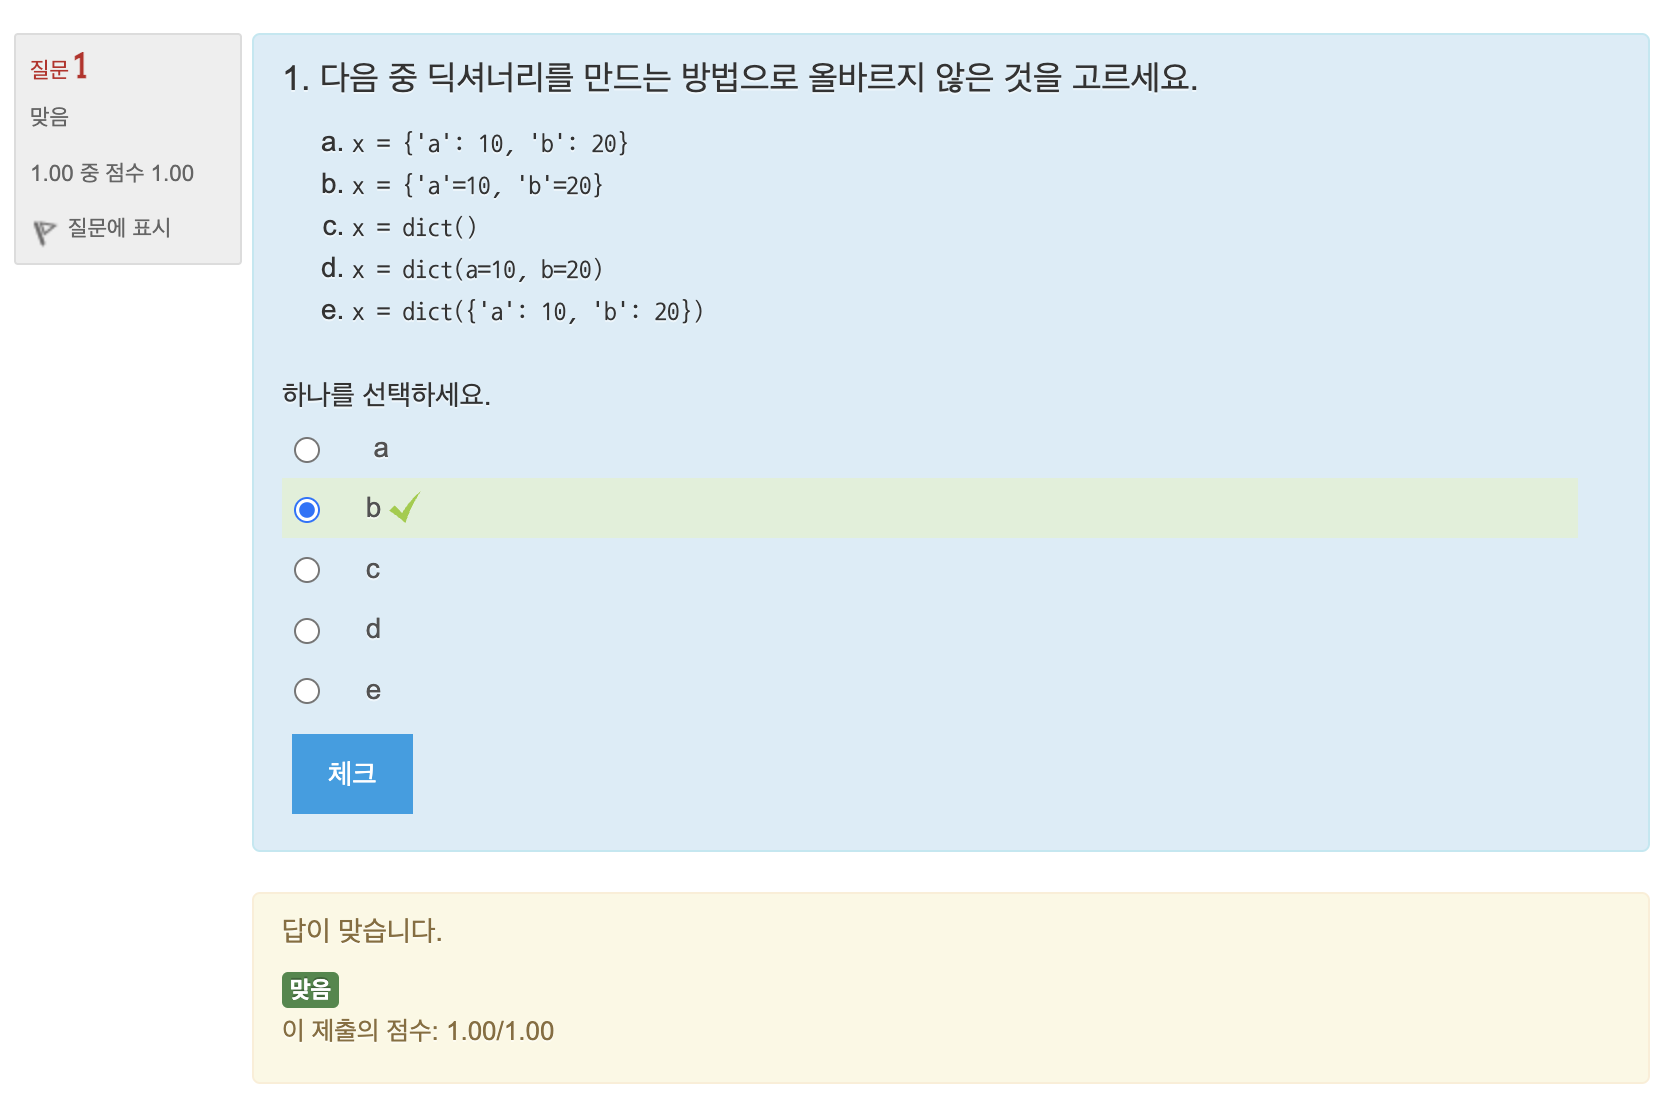 질문 1
맞음
1.00 중 점수 1.00
질문에 표시
1. 다음 중 딕셔너리를 만드는 방법으로 올바르지 않은 것을 고르세요.
a. x = {'a': 10, 'b': 20}
b. x = {'a'=10, 'b'=20}
c. x = dict()
d. x = dict(a=10, b=20)
e. x = dict({'a': 10, 'b': 20})
하나를 선택하세요.
a
b
c
d
e
체크
답이 맞습니다.
맞음
이 제출의 점수: 1.00/1.00